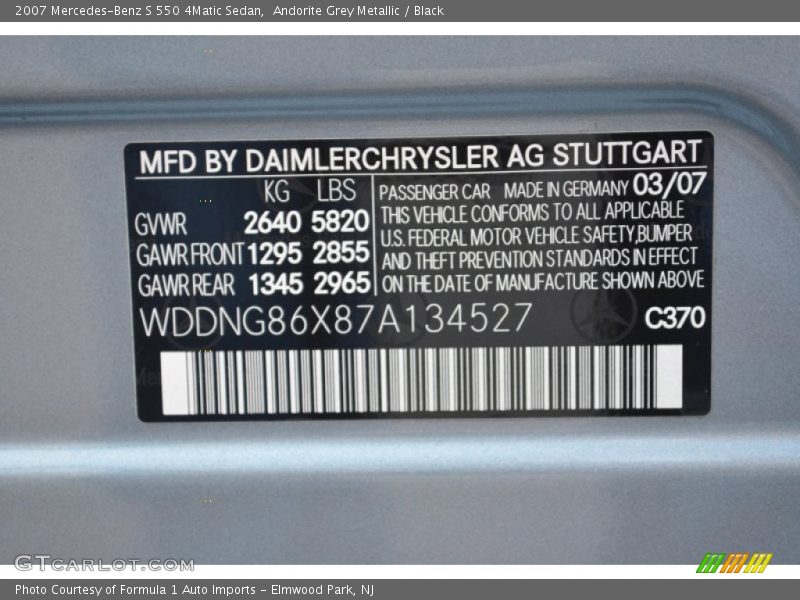 2007 Mercedes-Benz S 550 4Matic Sedan,  Andorite Grey Metallic / Black
MFD BY DAIMLERCHRYSLER AG STUTTGART
KG LBS
GVWR 2640 5820
GAWR FRONT 1295 2855
GAWR REAR 1345 2965
PASSENGER CAR MADE IN GERMANY 03/07
THIS VEHICLE CONFORMS TO ALL APPLICABLE
U.S. FEDERAL MOTOR VEHICLE SAFETY,BUMPER
AND THEFT PREVENTION STANDARDS IN EFFECT
ON THE DATE OF MANUFACTURE SHOWN ABOVE
WDDNG86X87A134527
C370
GTCARLOT.COM
Photo Courtesy of Formula 1 Auto Imports - Elmwood Park, NJ